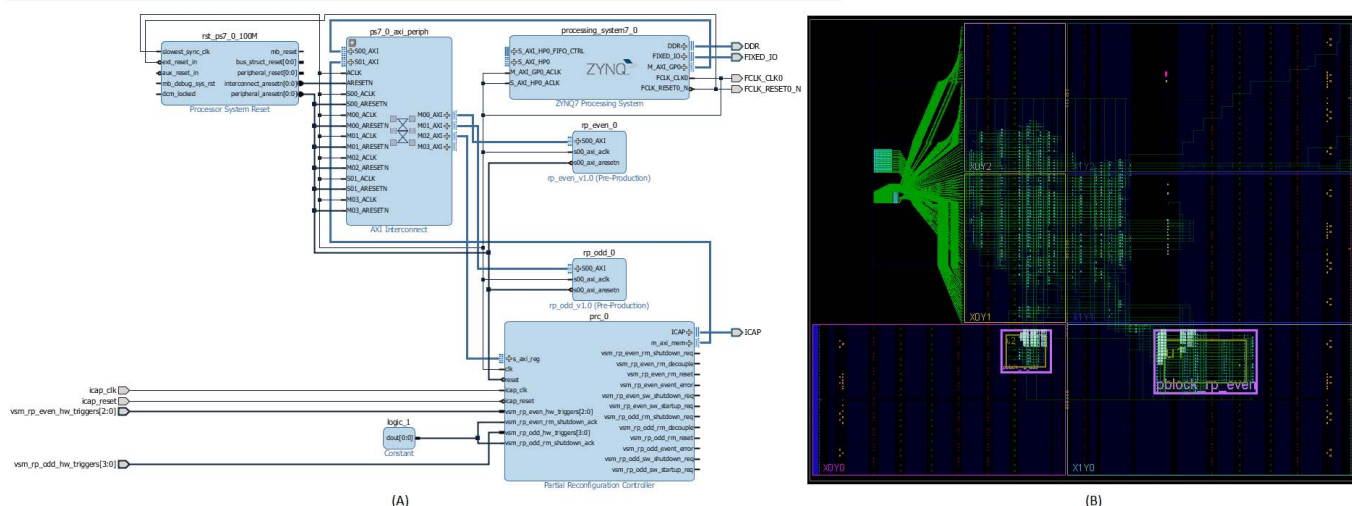 rst_ps7_0_100M
slowest_sync_clk
ext_reset_in
aux_reset_in
mb_debug_sys_rst
dcm_locked
mb_reset
bus_struct_reset[0:0]
peripheral_reset[0:0]
interconnect_aresetn[0:0]
peripheral_aresetn[0:0]
Processor System Reset
ps7_0_axi_periph
S00_AXI
S01_AXI
ACLK
ARESETN
S00_ACLK
S00_ARESETN
M00_ACLK
M00_ARESETN
M01_ACLK
M01_ARESETN
M02_ACLK
M02_ARESETN
S01_ACLK
S01_ARESETN
M03_ACLK
M03_ARESETN
M00_AXI
M01_AXI
M02_AXI
M03_AXI
AXI Interconnect
processing_system7_0
S_AXI_HP0_FIFO_CTRL
S_AXI_HP0
M_AXI_GP0_ACLK
S_AXI_HP0_ACLK
ZYNQ
DDR
FIXED_IO
M_AXI_GP0
FCLK_CLK0
FCLK_RESET0_N
ZYNQ7 Processing System
DDR
FIXED_IO
FCLK_CLK0
FCLK_RESET0_N
rp_even_0
S00_AXI
s00_axi_aclk
s00_axi_aresetn
rp_even_v1.0 (Pre-Production)
rp_odd_0
S00_AXI
s00_axi_aclk
s00_axi_aresetn
rp_odd_v1.0 (Pre-Production)
prc_0
s_axi_reg
clk
reset
icap_clk
icap_reset
vsm_rp_even_hw_triggers[2:0]
vsm_rp_even_rm_shutdown_ack
vsm_rp_odd_hw_triggers[3:0]
vsm_rp_odd_rm_shutdown_ack
ICAP
m_axi_mem
vsm_rp_even_rm_shutdown_req
vsm_rp_even_rm_decouple
vsm_rp_even_rm_reset
vsm_rp_even_event_error
vsm_rp_even_sw_shutdown_req
vsm_rp_even_sw_startup_req
vsm_rp_odd_rm_shutdown_req
vsm_rp_odd_rm_decouple
vsm_rp_odd_rm_reset
vsm_rp_odd_event_error
vsm_rp_odd_sw_shutdown_req
vsm_rp_odd_sw_startup_req
Partial Reconfiguration Controller
ICAP
icap_clk
icap_reset
vsm_rp_even_hw_triggers[2:0]
logic_1
dout[0:0]
Constant
vsm_rp_odd_hw_triggers[3:0]
(A)
X0Y2
X1Y2
X0Y1
X1Y1
u2
u1
pblock_rp_even
X0Y0
X1Y0
(B)